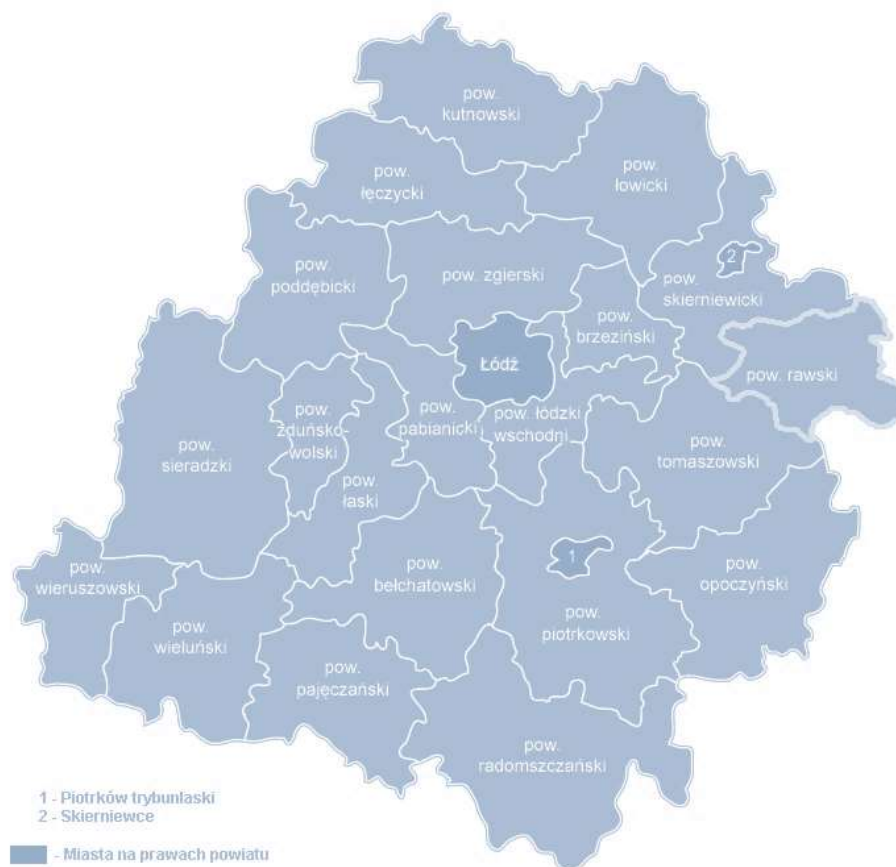 pow.
kutnowski
pow.
łęczycki
pow.
łowicki
pow.
poddębicki
pow. zgierski
2
pow.
skierniewicki
pow.
brzeziński
Łódź
pow. rawski
pow.
zduńsko-
wolski
pow.
pabianicki
pow. łódzki
wschodni
pow.
sieradzki
pow.
tomaszowski
pow.
łaski
pow.
wieruszowski
pow.
bełchatowski
1
pow.
opoczyński
pow.
wieluński
pow.
piotrkowski
pow.
pajęczański
pow.
radomszczański
1 - Piotrków trybunlaski
2 - Skierniewce
- Miasta na prawach powiatu